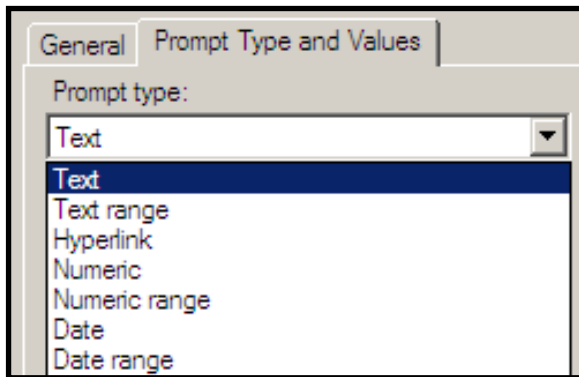 General Prompt Type and Values
Prompt type:
Text
Text
Text range
Hyperlink
Numeric
Numeric range
Date
Date range